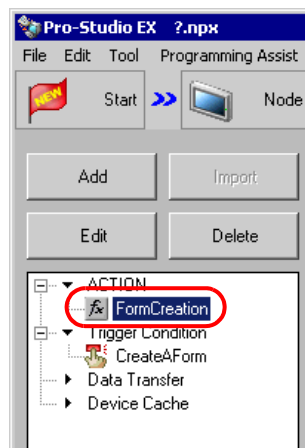 Pro-Studio EX ?.npx
File Edit Tool Programming Assist
NEW Start Node
Add Import
Edit Delete
ACTION
fx FormCreation
Trigger Condition
CreateAForm
Data Transfer
Device Cache